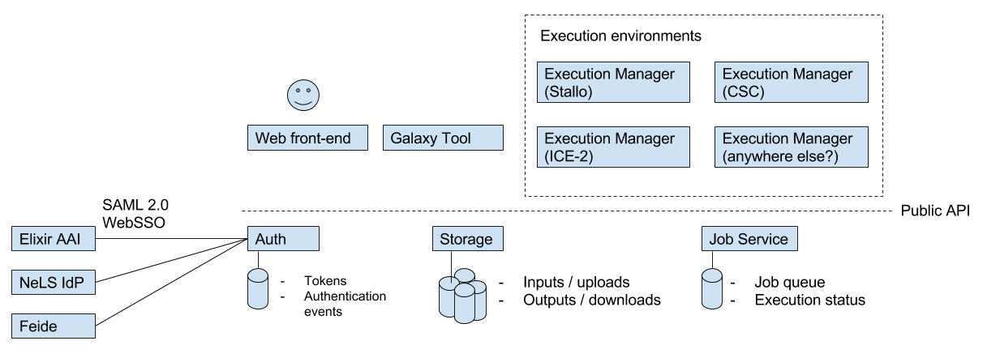 Execution environments
Execution Manager
(Stallo)
Execution Manager
(CSC)
Web front-end
Galaxy Tool
Execution Manager
(ICE-2)
Execution Manager
(anywhere else?)
SAML 2.0
WebSSO
Public API
Elixir AAI
Auth
Storage
Job Service
NeLS IdP
- Tokens
- Authentication
events
- Inputs / uploads
- Outputs / downloads
- Job queue
- Execution status
Feide